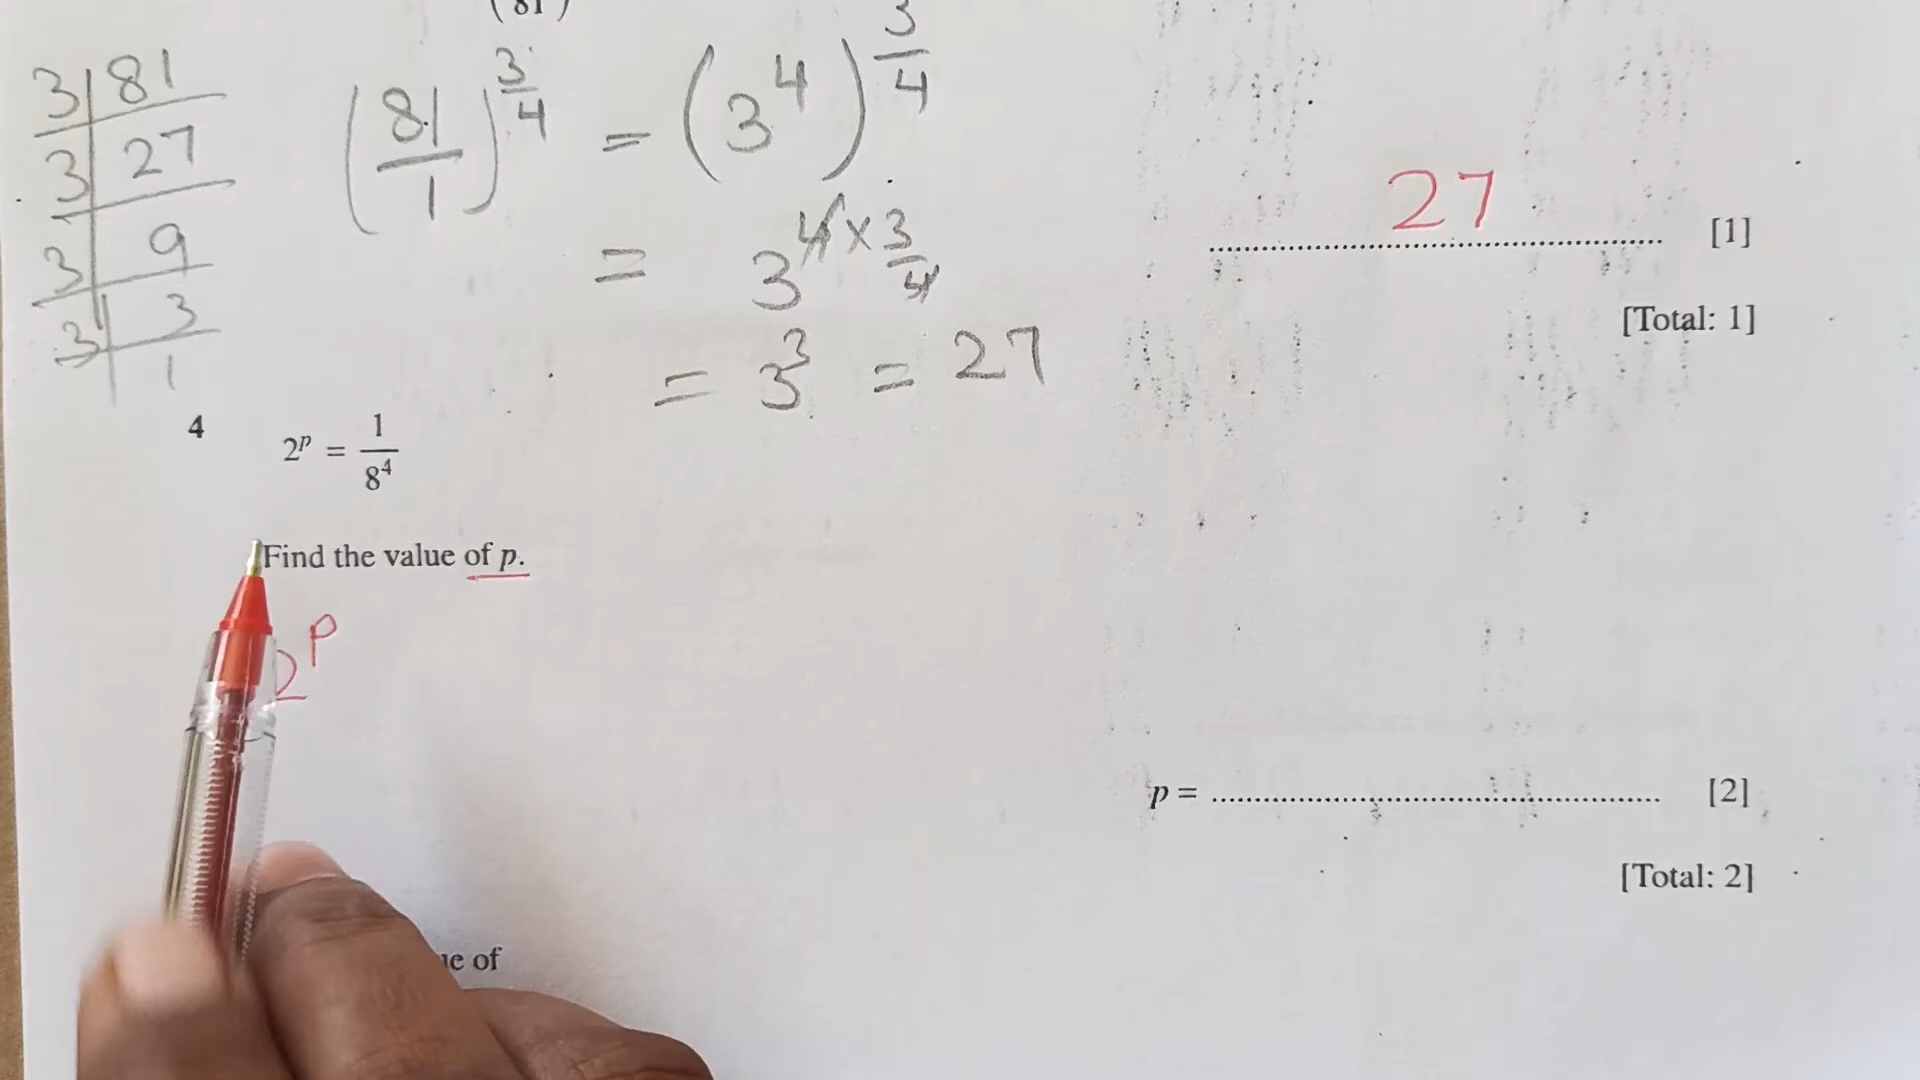 (81)
3 81
3 27
3 9
3 3
1
(81/1)^3/4 = (3^4)^3/4
= 3^4×3/4
= 3^3 = 27
27
.................................................. [1]
[Total: 1]
4 2^p = 1/8^4
Find the value of p.
2^P
p = .................................................. [2]
[Total: 2]
of